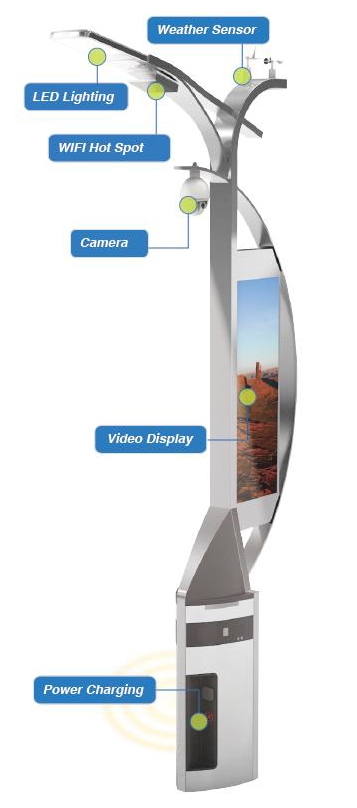 Weather Sensor
LED Lighting
WIFI Hot Spot
Camera
Video Display
Power Charging